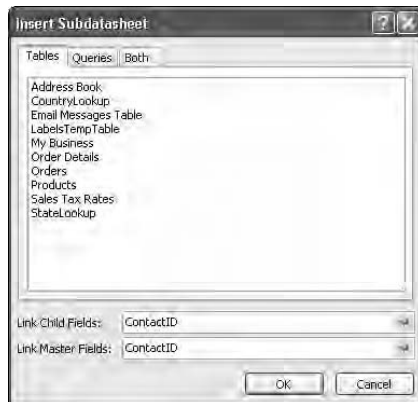 Insert Subdatasheet
Tables Queries Both
Address Book
CountryLookup
Email Messages Table
LabelsTempTable
My Business
Order Details
Orders
Products
Sales Tax Rates
StateLookup
Link Child Fields: ContactID
Link Master Fields: ContactID
OK Cancel